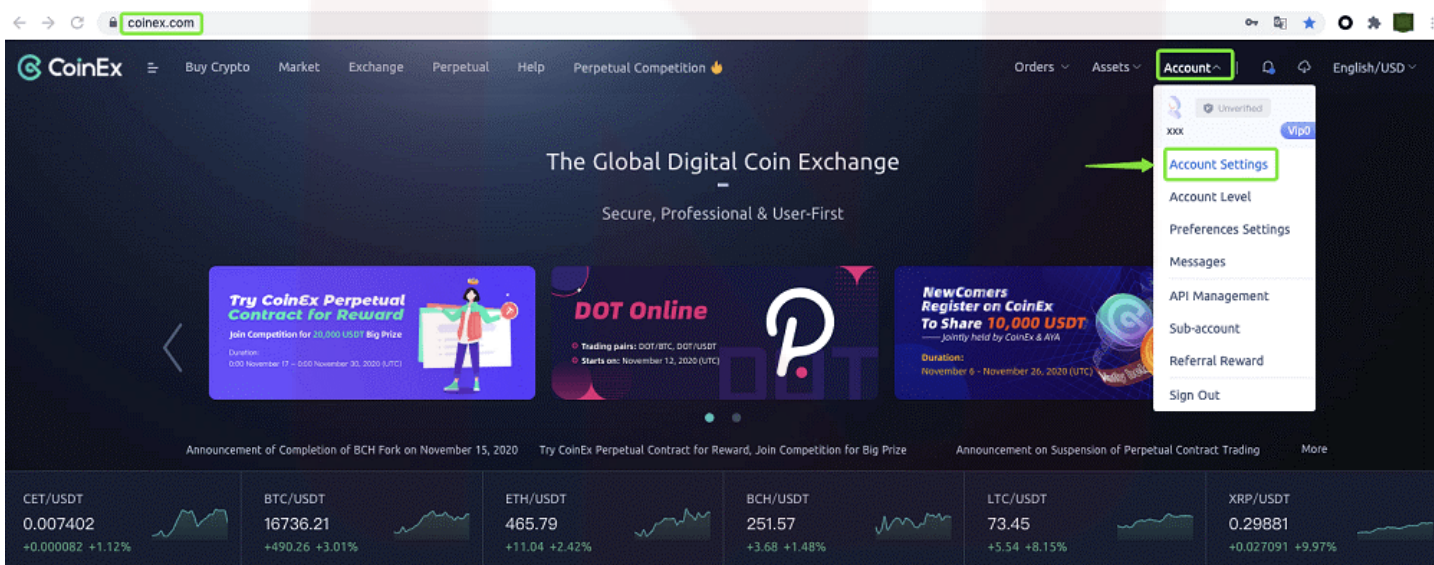 coinex.com
CoinEx
Buy Crypto Market Exchange Perpetual Help Perpetual Competition
Orders Assets Account English/USD
Unverified
xxx
Vip0
Account Settings
Account Level
Preferences Settings
Messages
API Management
Sub-account
Referral Reward
Sign Out
The Global Digital Coin Exchange
Secure, Professional & User-First
Try CoinEx Perpetual
Contract for Reward
Join Competition for 20,000 USDT Big Prize
Duration:
0:00 November 17 – 0:00 November 30, 2020 (UTC)
DOT Online
Trading pairs: DOT/BTC, DOT/USDT
Starts on: November 12, 2020 (UTC)
DOT
NewComers
Register on CoinEx
To Share 10,000 USDT
—— Jointly held by CoinEx & AYA
Duration:
November 6 - November 26, 2020 (UTC)
Announcement of Completion of BCH Fork on November 15, 2020 Try CoinEx Perpetual Contract for Reward, Join Competition for Big Prize Announcement on Suspension of Perpetual Contract Trading More
CET/USDT
0.007402
+0.000082 +1.12%
BTC/USDT
16736.21
+490.26 +3.01%
ETH/USDT
465.79
+11.04 +2.42%
BCH/USDT
251.57
+3.68 +1.48%
LTC/USDT
73.45
+5.54 +8.15%
XRP/USDT
0.29881
+0.027091 +9.97%